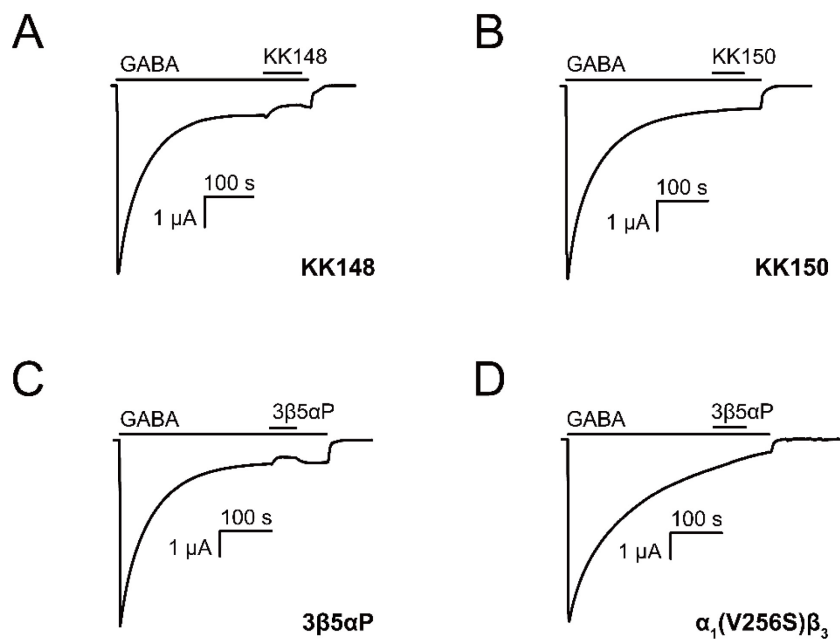 A
KK148
GABA
100 s
1 µA
KK148
B
KK150
GABA
100 s
1 µA
KK150
C
3β5αP
GABA
100 s
1 µA
3β5αP
D
3β5αP
GABA
100 s
1 µA
α₁(V256S)β₃